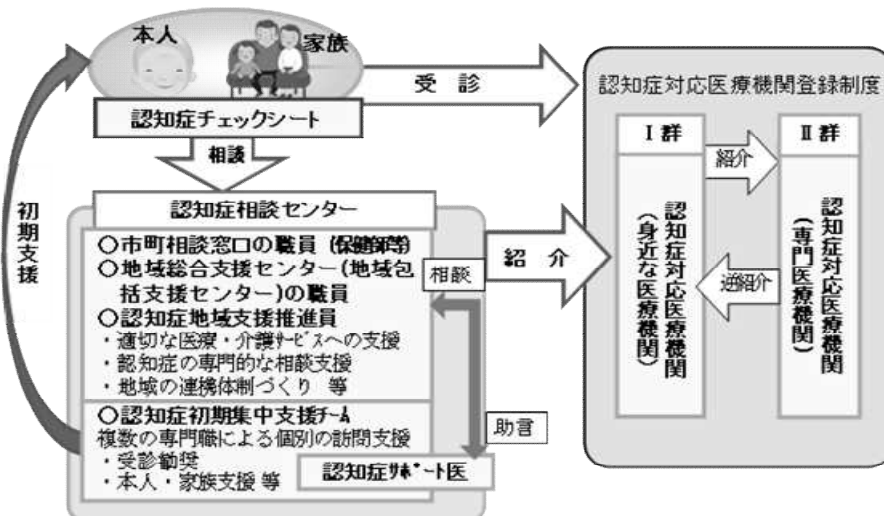 本人
家族
認知症チェックシート
受診
相談
初期支援
認知症相談センター
○市町相談窓口の職員(保健師等)
○地域総合支援センター(地域包
括支援センター)の職員
○認知症地域支援推進員
・適切な医療・介護サービスへの支援
・認知症の専門的な相談支援
・地域の連携体制づくり 等
○認知症初期集中支援チーム
複数の専門職による個別の訪問支援
・受診勧奨
・本人・家族支援 等
認知症サポート医
相談
助言
紹介
認知症対応医療機関登録制度
Ⅰ群
認知症対応医療機関
(身近な医療機関)
紹介
逆紹介
Ⅱ群
認知症対応医療機関
(専門医療機関)